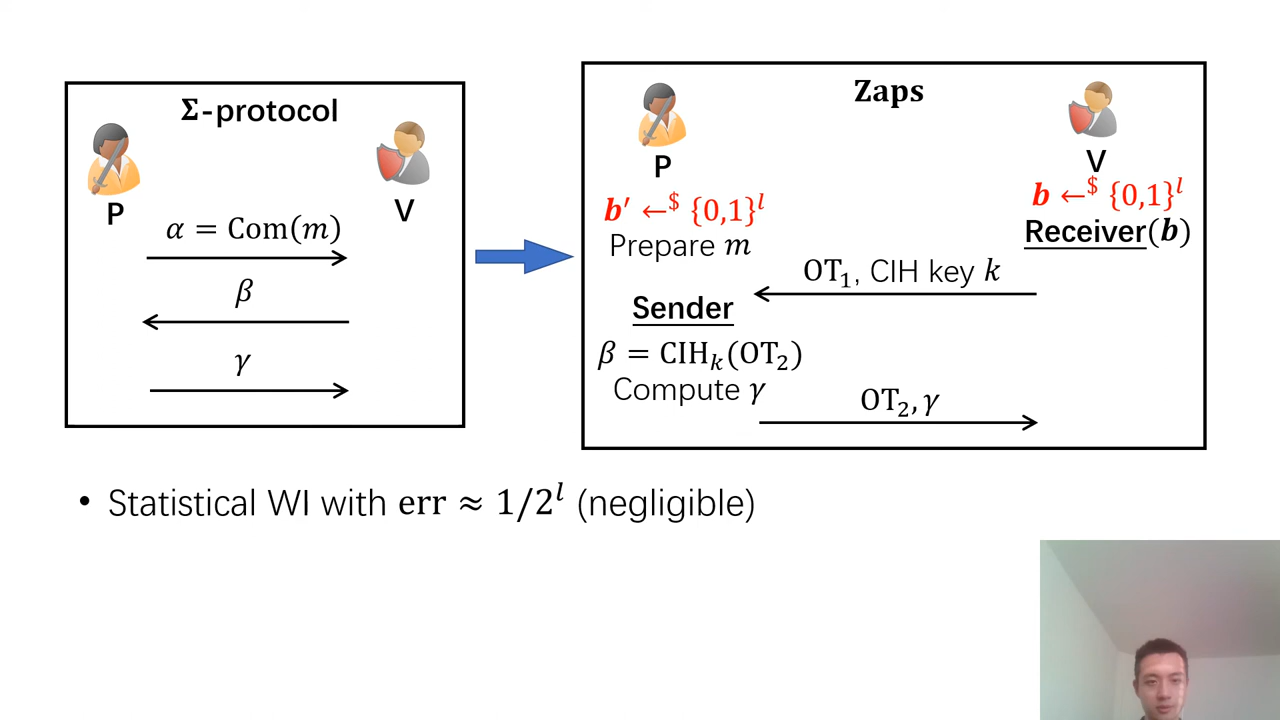 Σ-protocol
P
V
α = Com(m)
β
γ
Zaps
P
V
b′ ←$ {0,1}^l
b ←$ {0,1}^l
Prepare m
Receiver(b)
OT₁, CIH key k
Sender
β = CIHₖ(OT₂)
Compute γ
OT₂, γ
• Statistical WI with err ≈ 1/2^l (negligible)